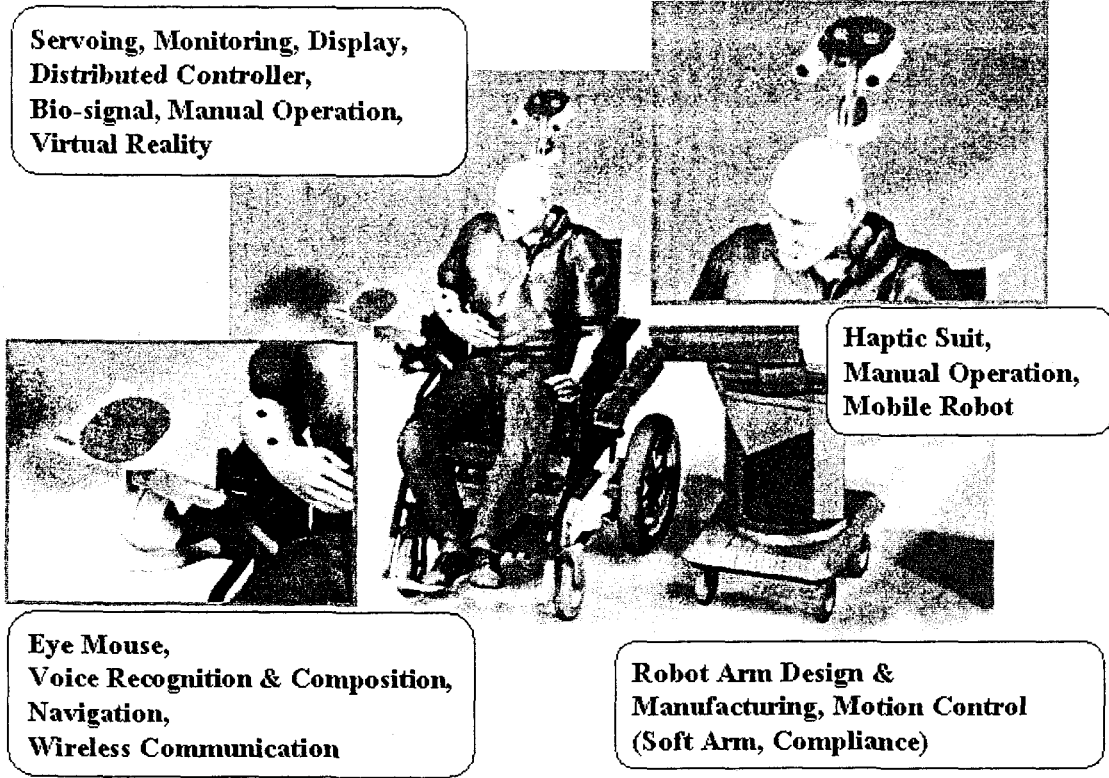 Servoing, Monitoring, Display,
Distributed Controller,
Bio-signal, Manual Operation,
Virtual Reality
Haptic Suit,
Manual Operation,
Mobile Robot
Eye Mouse,
Voice Recognition & Composition,
Navigation,
Wireless Communication
Robot Arm Design &
Manufacturing, Motion Control
(Soft Arm, Compliance)